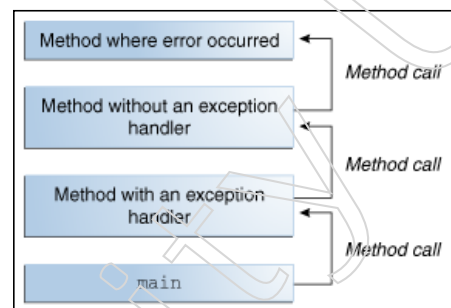 Method where error occurred
Method call
Method without an exception
handler
Method call
Method with an exception
handler
Method call
main